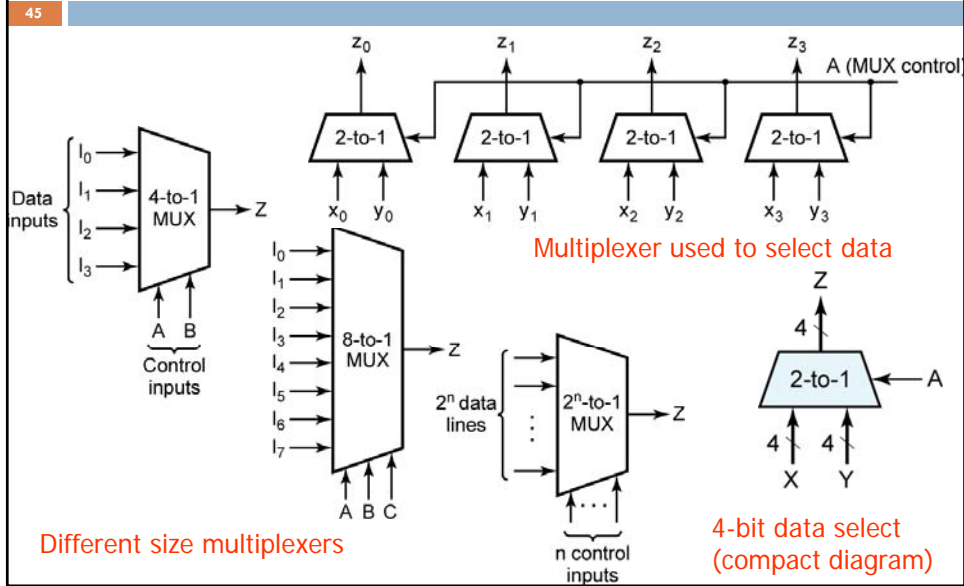 45
z0 z1 z2 z3
A (MUX control)
2-to-1 2-to-1 2-to-1 2-to-1
x0 y0 x1 y1 x2 y2 x3 y3
Multiplexer used to select data
Data
inputs
I0
I1
I2
I3
4-to-1
MUX
Z
A B
Control
inputs
I0
I1
I2
I3
I4
I5
I6
I7
8-to-1
MUX
Z
A B C
Different size multiplexers
2^n data
lines
2^n-to-1
MUX
Z
n control
inputs
Z
4
2-to-1
A
4 4
X Y
4-bit data select
(compact diagram)